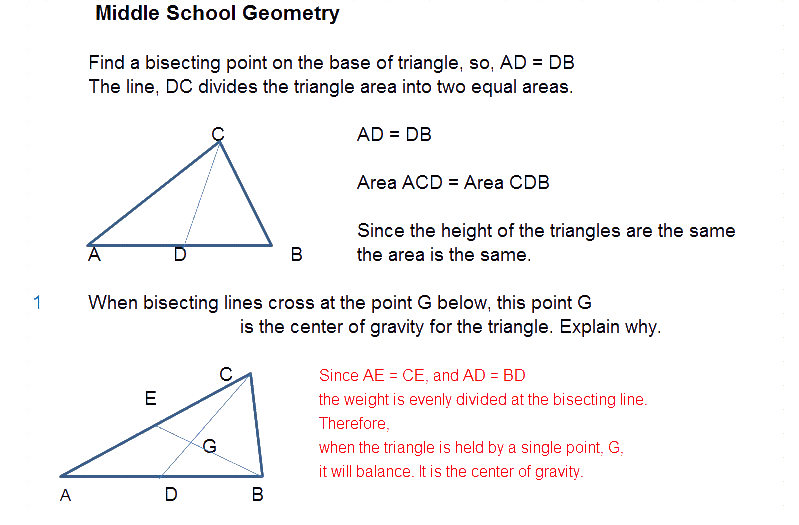 Middle School Geometry
Find a bisecting point on the base of triangle, so, AD = DB
The line, DC divides the triangle area into two equal areas.
C
AD = DB
Area ACD = Area CDB
Since the height of the triangles are the same
A D B the area is the same.
1 When bisecting lines cross at the point G below, this point G
is the center of gravity for the triangle. Explain why.
C Since AE = CE, and AD = BD
E the weight is evenly divided at the bisecting line.
Therefore,
G when the triangle is held by a single point, G,
it will balance. It is the center of gravity.
A D B